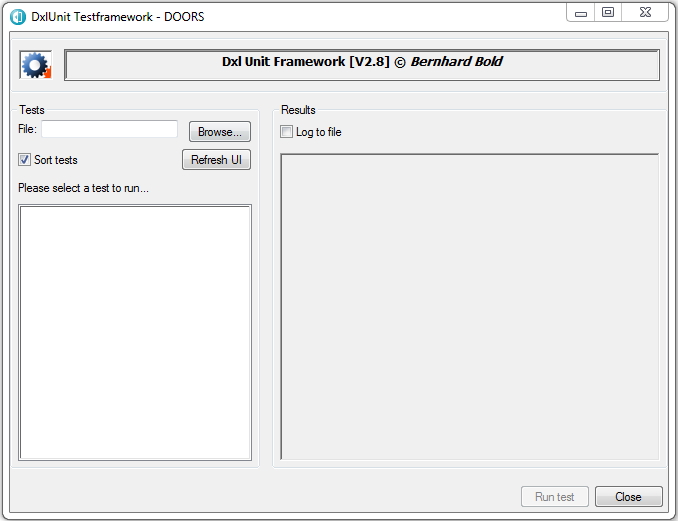 DxlUnit Testframework - DOORS
Dxl Unit Framework [V2.8] © Bernhard Bold
Tests
File:
Browse...
Sort tests
Refresh UI
Please select a test to run...
Results
Log to file
Run test
Close